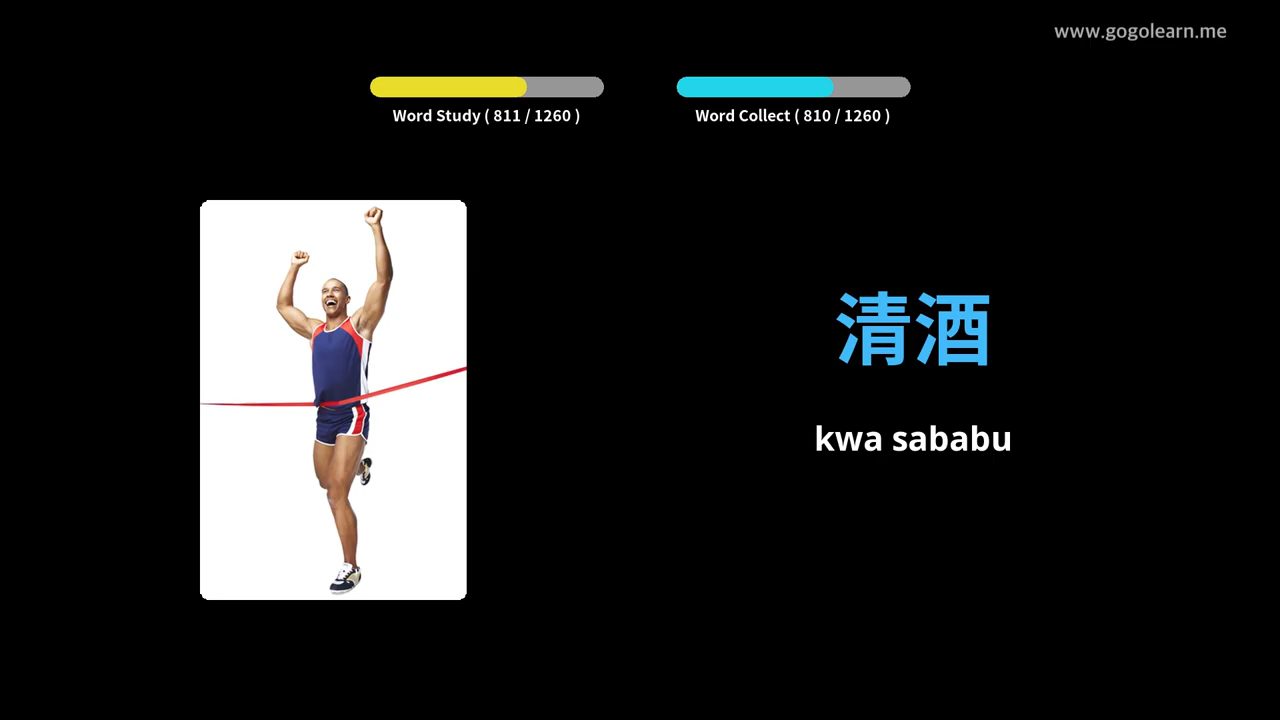 www.gogolearn.me
Word Study ( 811 / 1260 )
Word Collect ( 810 / 1260 )
清酒
kwa sababu